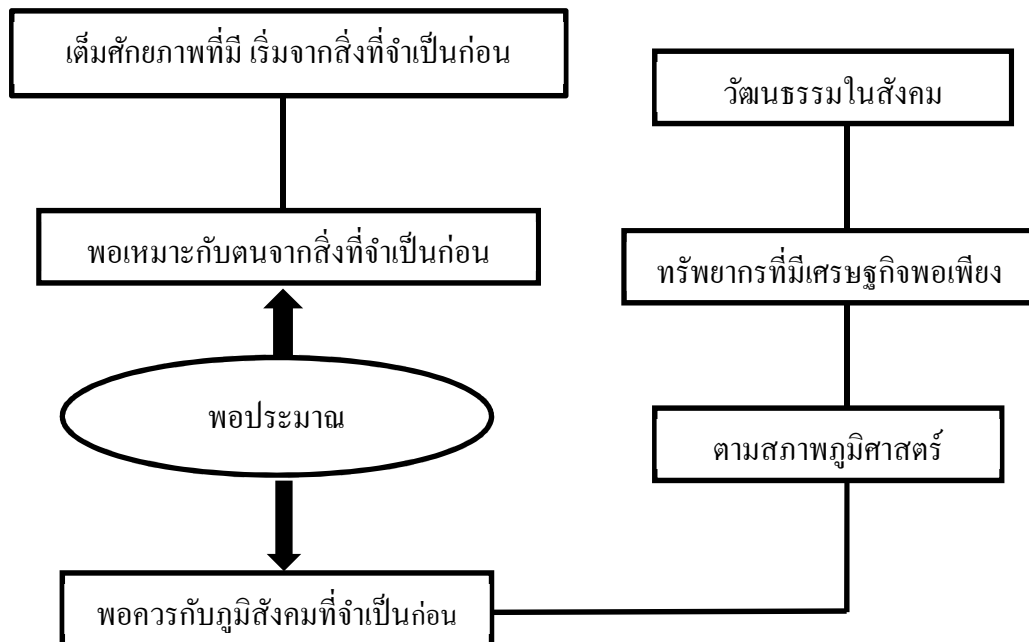 เต็มศักยภาพที่มี เริ่มจากสิ่งที่จำเป็นก่อน
วัฒนธรรมในสังคม
พอเหมาะกับตนจากสิ่งที่จำเป็นก่อน
ทรัพยากรที่มีเศรษฐกิจพอเพียง
พอประมาณ
ตามสภาพภูมิศาสตร์
พอควรกับภูมิสังคมที่จำเป็นก่อน